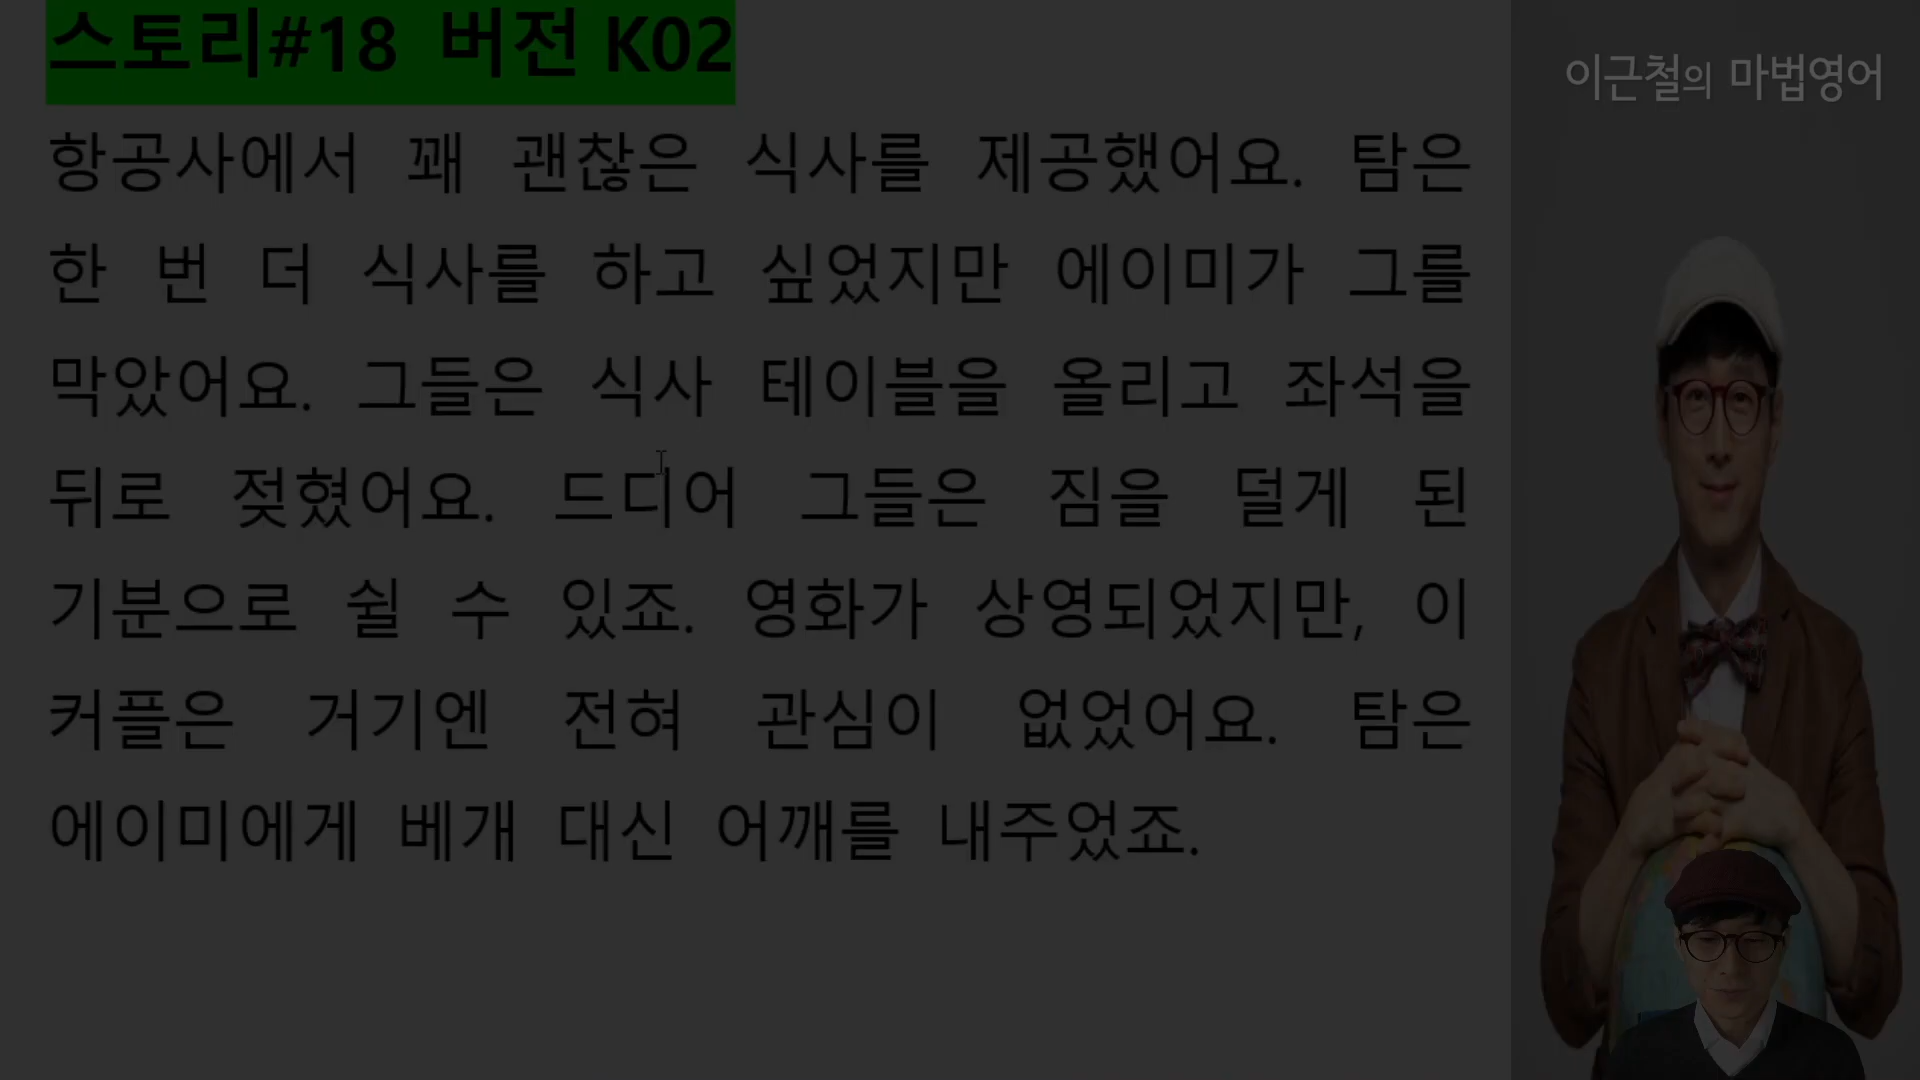 스토리#18 버전 K02
이근철의 마법영어
항공사에서 꽤 괜찮은 식사를 제공했어요. 탐은
한 번 더 식사를 하고 싶었지만 에이미가 그를
막았어요. 그들은 식사 테이블을 올리고 좌석을
뒤로 젖혔어요. 드디어 그들은 짐을 덜게 된
기분으로 쉴 수 있죠. 영화가 상영되었지만, 이
커플은 거기엔 전혀 관심이 없었어요. 탐은
에이미에게 베개 대신 어깨를 내주었죠.